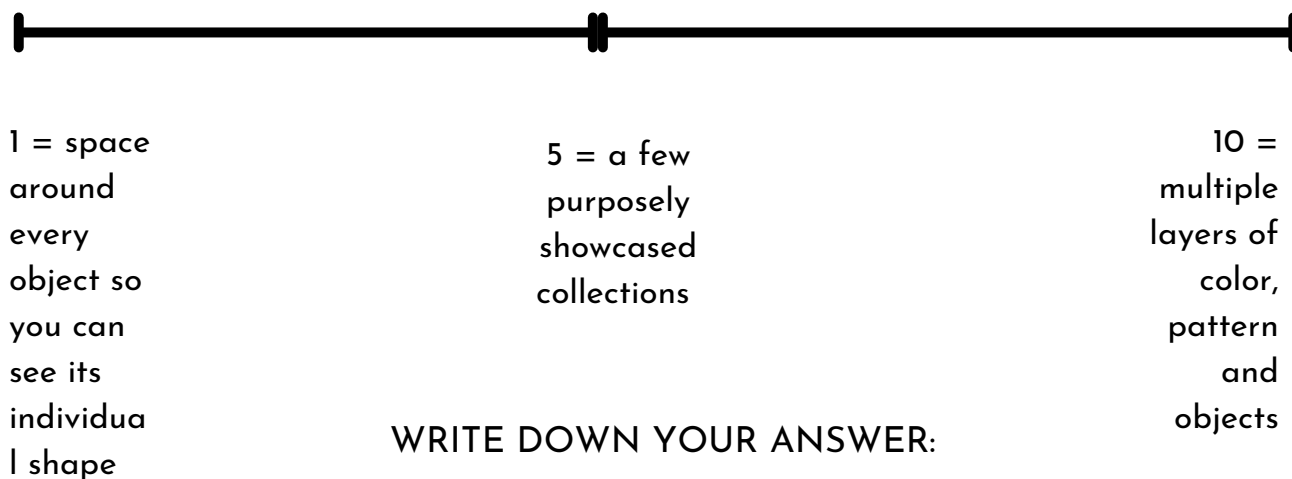 1 = space
around
every
object so
you can
see its
individua
l shape
5 = a few
purposely
showcased
collections
10 =
multiple
layers of
color,
pattern
and
objects
WRITE DOWN YOUR ANSWER: